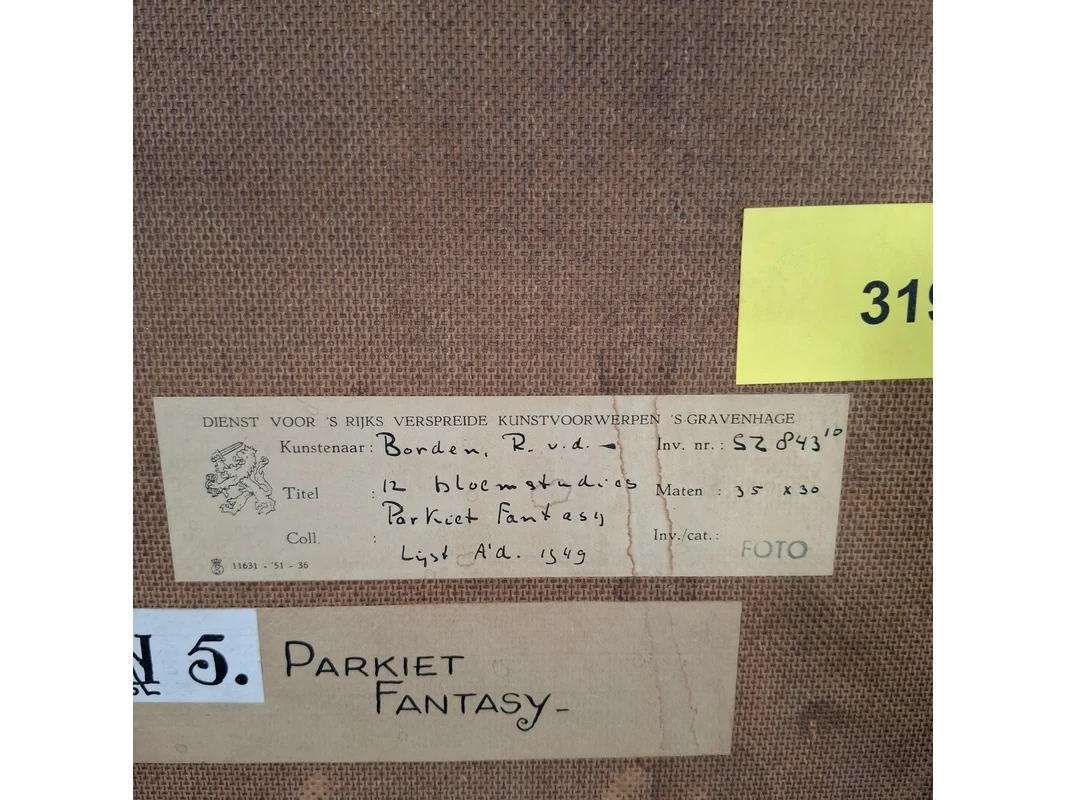 319
DIENST VOOR 'S RIJKS VERSPREIDE KUNSTVOORWERPEN 'S-GRAVENHAGE
Kunstenaar: Borden, R. v.d. - Inv. nr.: SZ 843 10
Titel : 12 bloemstudies Maten : 35 x 30
Parkiet Fantasy
Coll. : Inv./cat.: FOTO
Lijst A'd. 1949
11631 - '51 - 36
N 5. PARKIET
FANTASY-